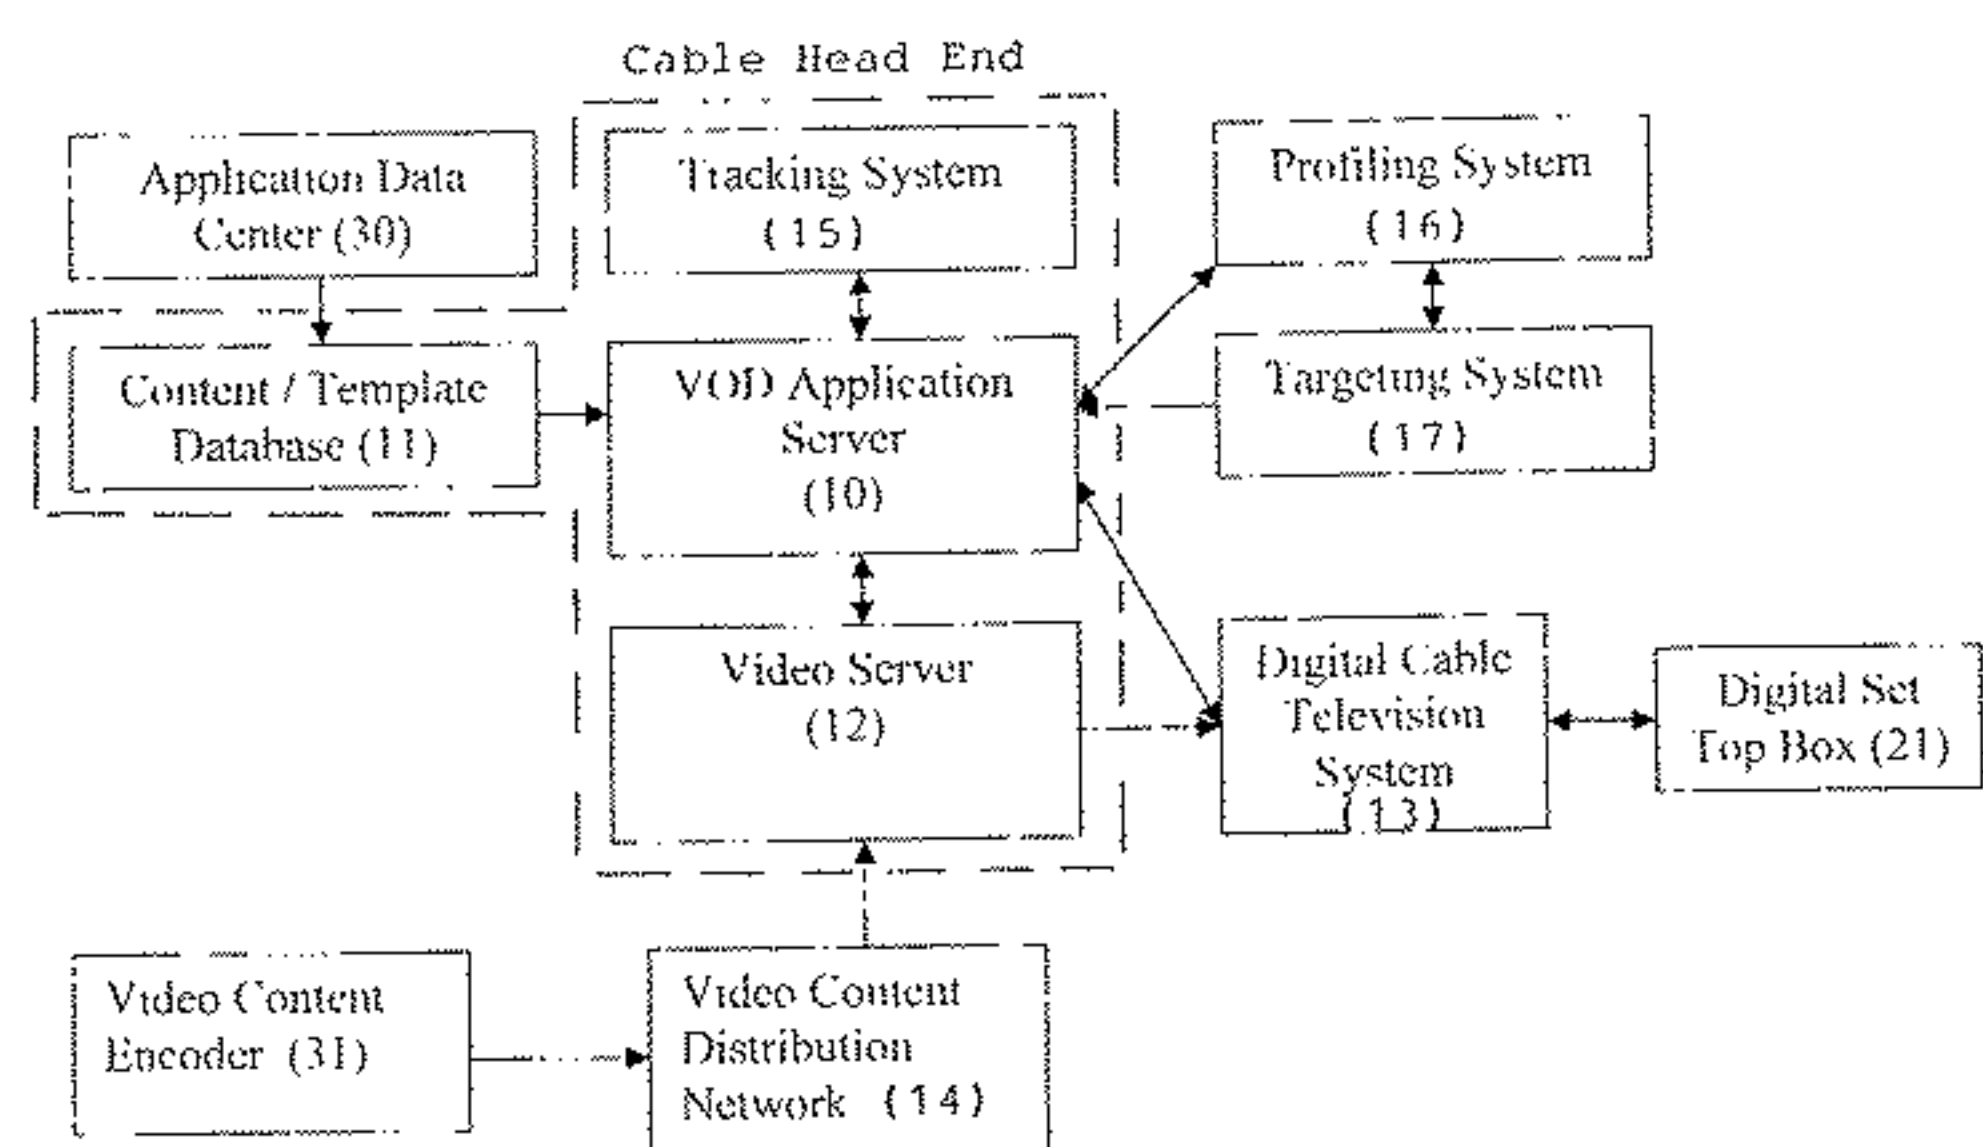 Cable Head End
Application Data
Center (30)
Tracking System
(15)
Profiling System
(16)
Content / Template
Database (11)
VOD Application
Server
(10)
Targeting System
(17)
Video Server
(12)
Digital Cable
Television
System
(13)
Digital Set
Top Box (21)
Video Content
Encoder (31)
Video Content
Distribution
Network (14)